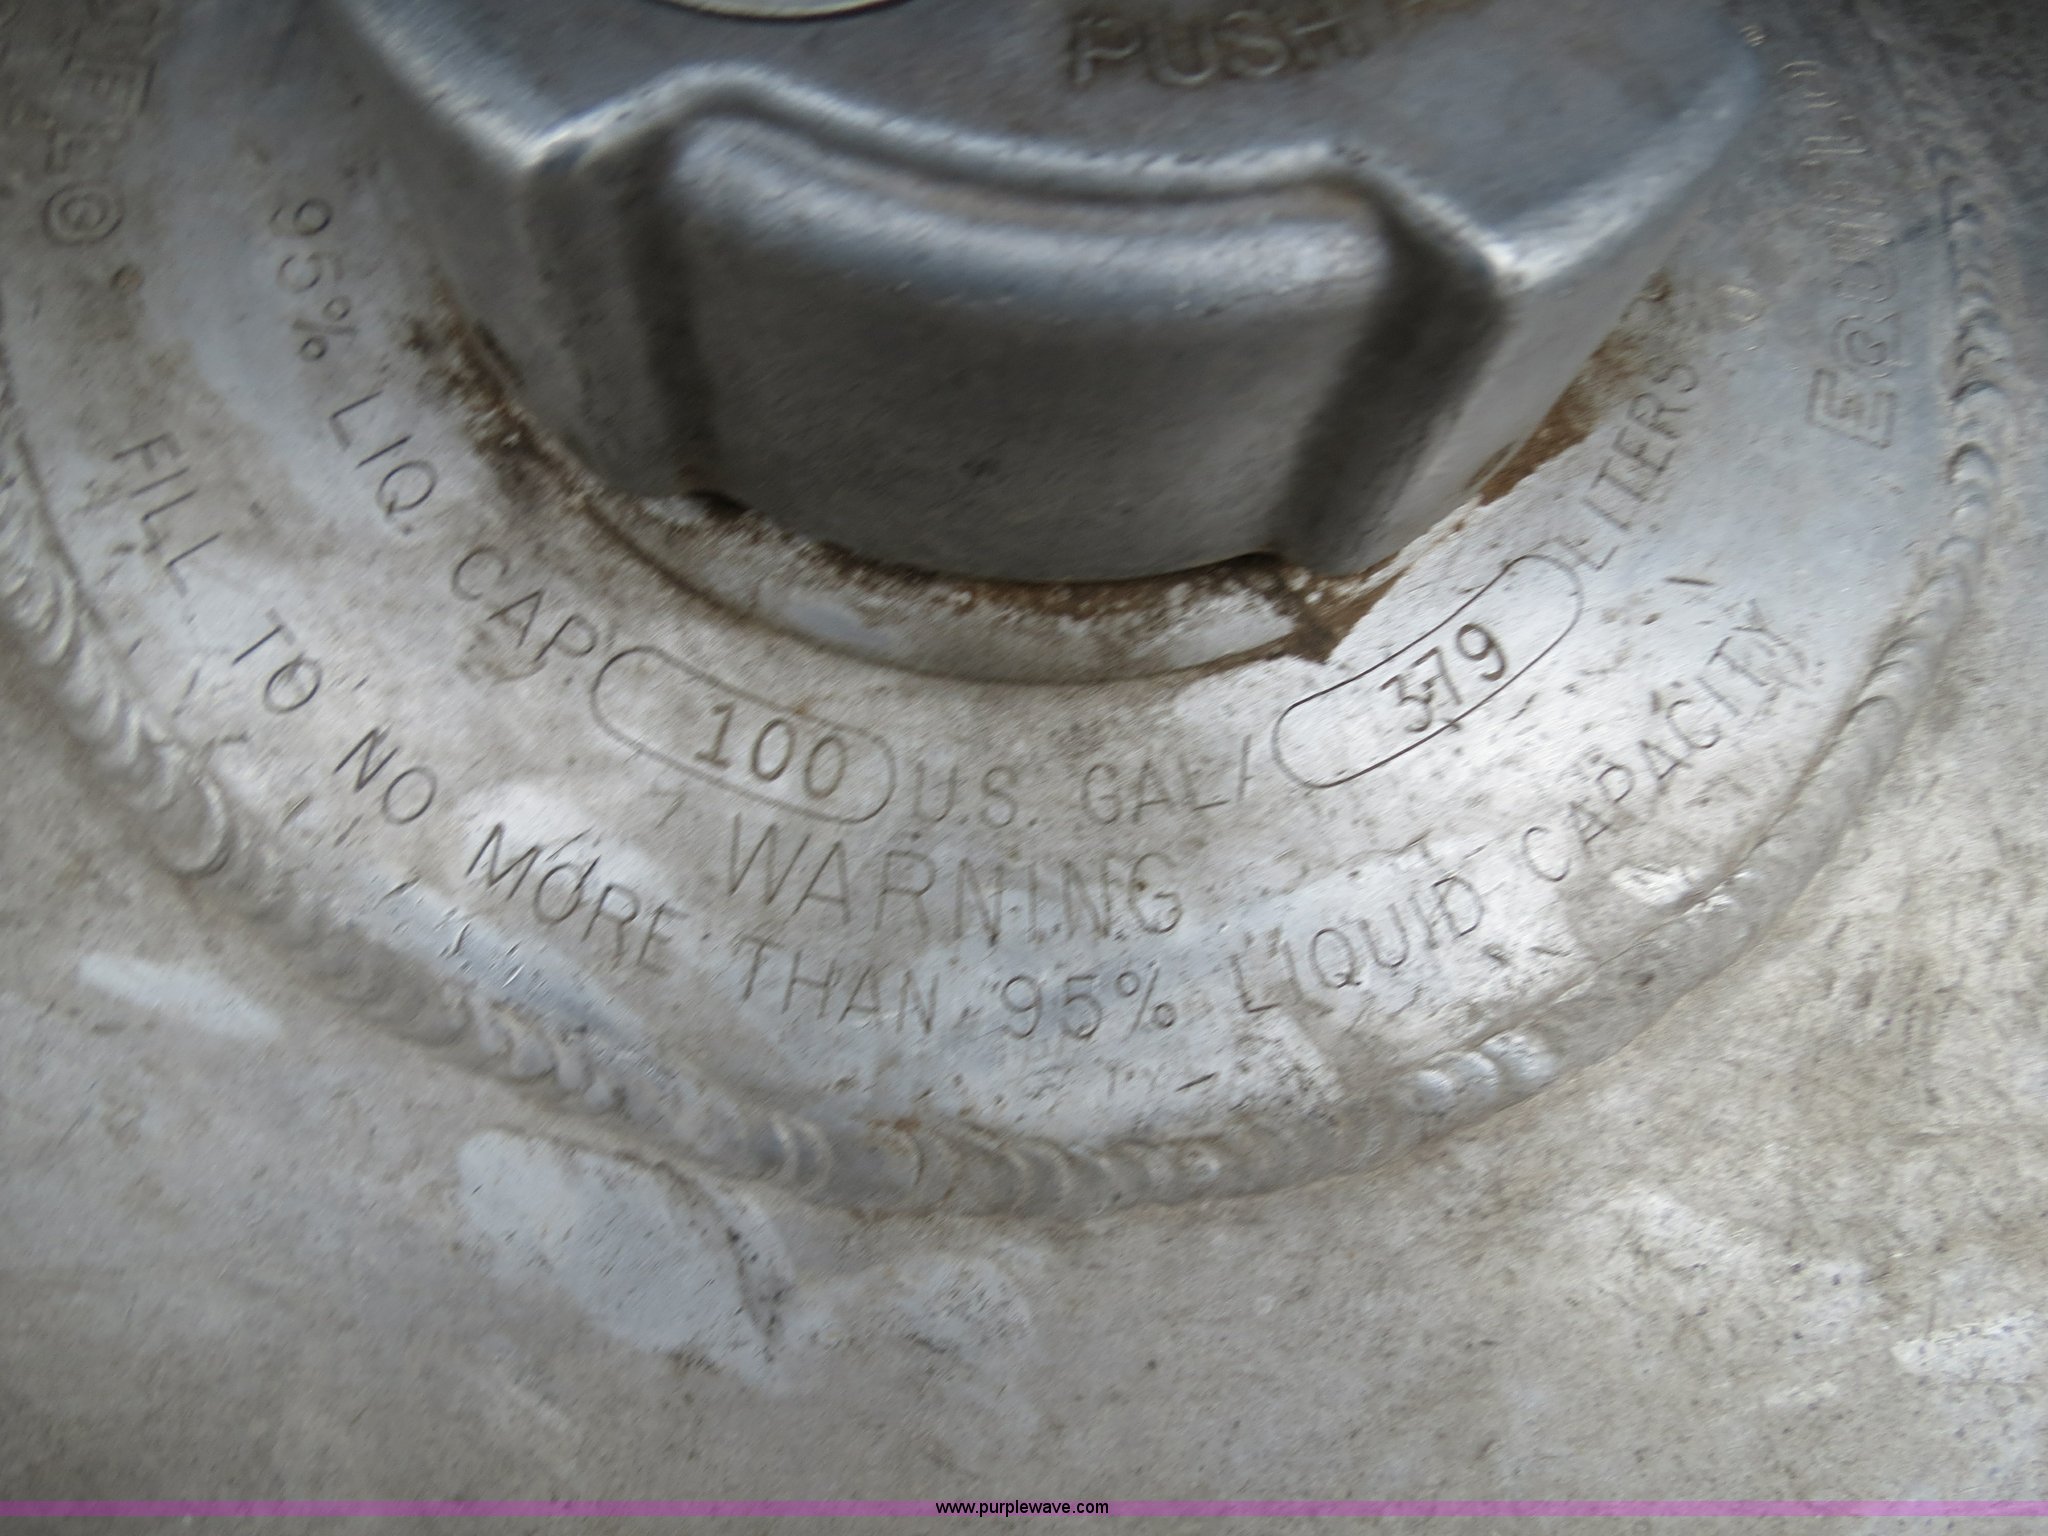 PUSH
95% LIQ. CAP 100 U.S. GAL/ 379 LITERS
WARNING
FILL TO NO MORE THAN 95% LIQUID CAPACITY
www.purplewave.com